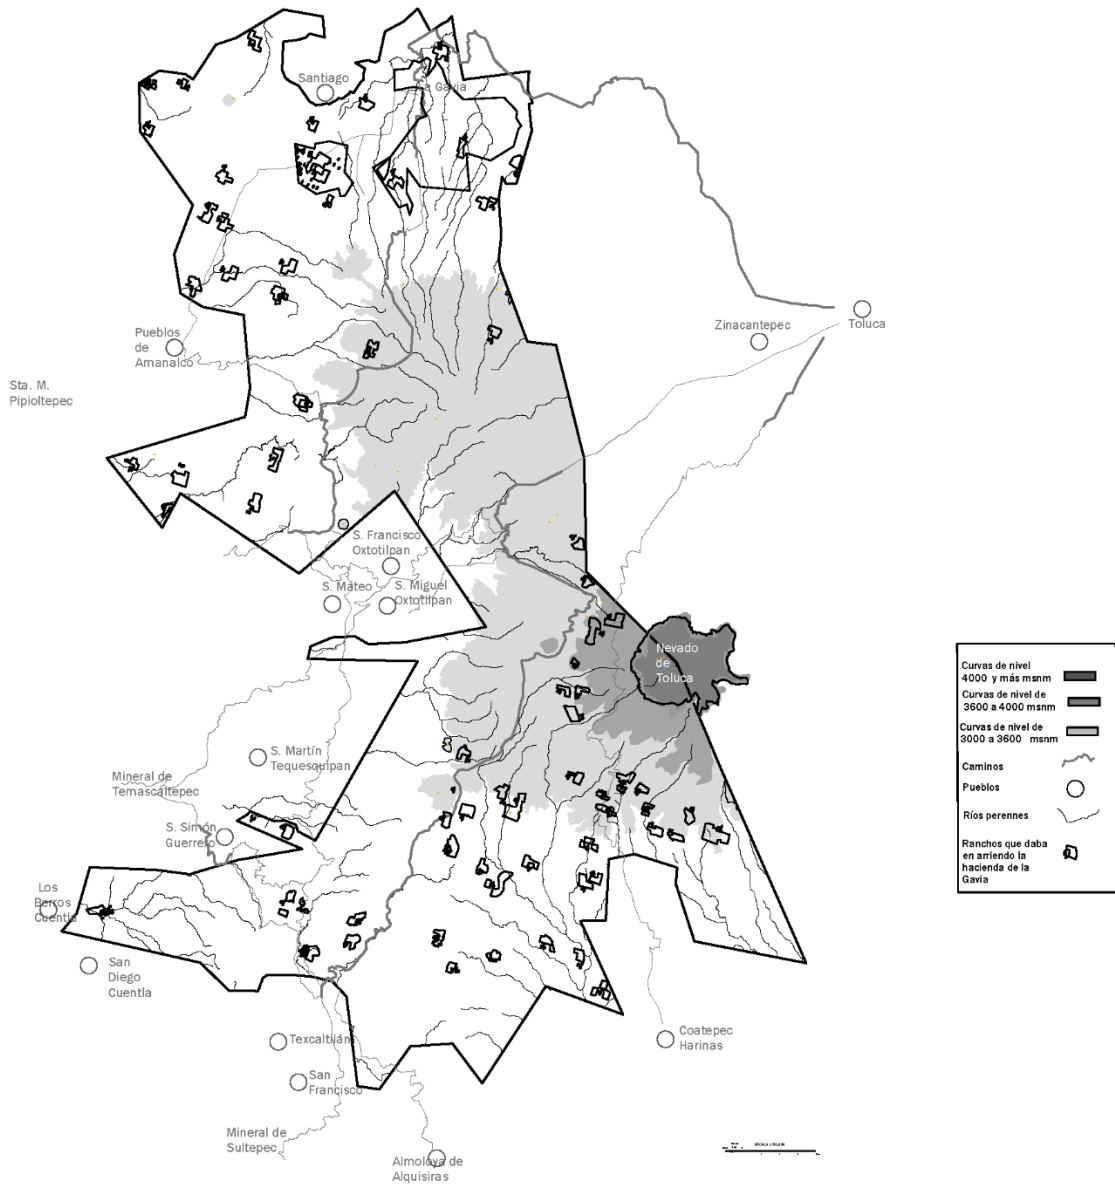 Santiago
La Gavia
Pueblos
de
Amanalco
Zinacantepec
Toluca
Sta. M.
Pipioltepec
S. Francisco
Oxtotilpan
S. Mateo
S. Miguel
Oxtotilpan
Nevado
de
Toluca
S. Martín
Tequesquipan
Mineral de
Temascaltepec
S. Simón
Guerrero
Los
Berros
Cuentla
San
Diego
Cuentla
Texcaltilán
San
Francisco
Coatepec
Harinas
Mineral de
Sultepec
Almoloya de
Alquisiras
Curvas de nivel
4000 y más msnm
Curvas de nivel de
3600 a 4000 msnm
Curvas de nivel de
3000 a 3600 msnm
Caminos
Pueblos
Ríos perennes
Ranchos que daba
en arriendo la
hacienda de la
Gavia